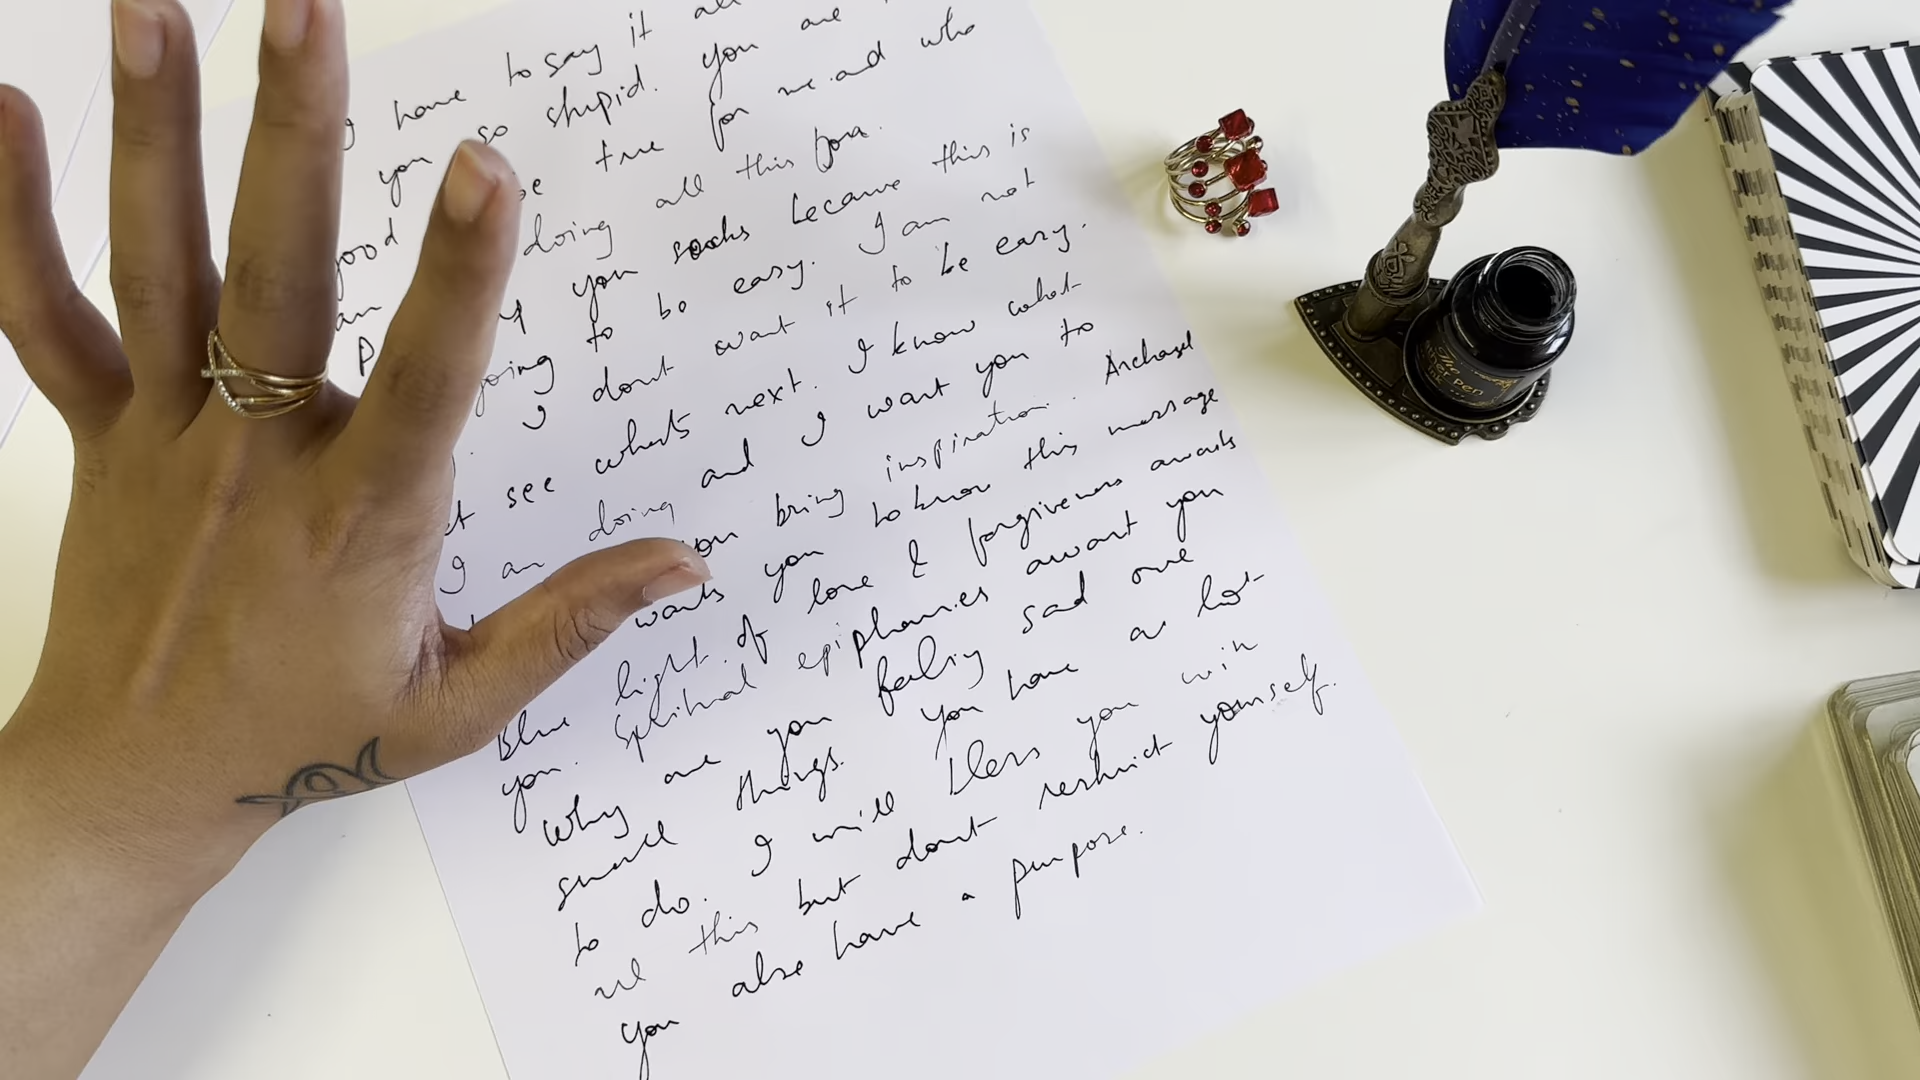 have to say it all
you so stupid. you are
good be true for me and who
an doing all this for.
P y you sucks because this is
going to be easy. I am not
I dont want it to be easy.
see whats next. I know what
I am doing and I want you to
you bring inspiration. Archangel
wants you to know this message
Blue light of love & forgiveness awaits
you. Spiritual epiphanies await you
Why are you feeling sad over
small things. You have a lot
to do. I will bless you with
all this but dont restrict yourself.
you also have a purpose.
PEN